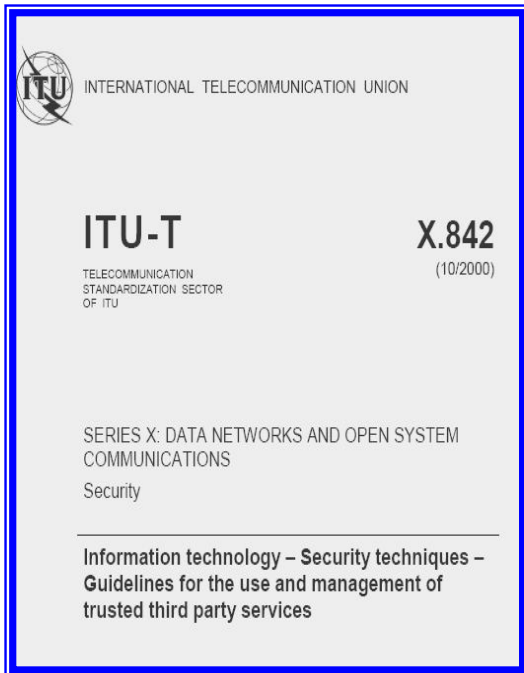 ITU
INTERNATIONAL TELECOMMUNICATION UNION
ITU-T
X.842
TELECOMMUNICATION
STANDARDIZATION SECTOR
OF ITU
(10/2000)
SERIES X: DATA NETWORKS AND OPEN SYSTEM
COMMUNICATIONS
Security
Information technology – Security techniques –
Guidelines for the use and management of
trusted third party services